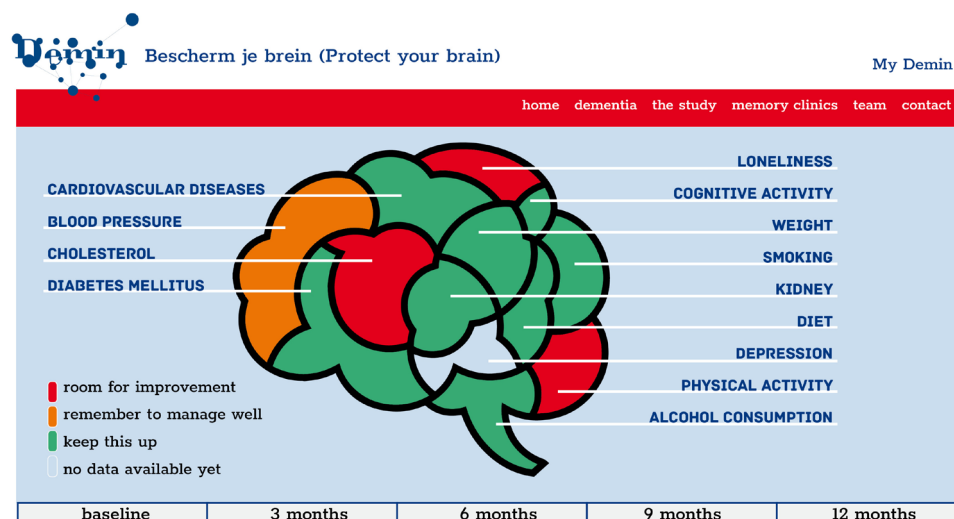 Demin
Bescherm je brein (Protect your brain)
My Demin
home dementia the study memory clinics team contact
CARDIOVASCULAR DISEASES
BLOOD PRESSURE
CHOLESTEROL
DIABETES MELLITUS
LONELINESS
COGNITIVE ACTIVITY
WEIGHT
SMOKING
KIDNEY
DIET
DEPRESSION
PHYSICAL ACTIVITY
ALCOHOL CONSUMPTION
room for improvement
remember to manage well
keep this up
no data available yet
baseline 3 months 6 months 9 months 12 months